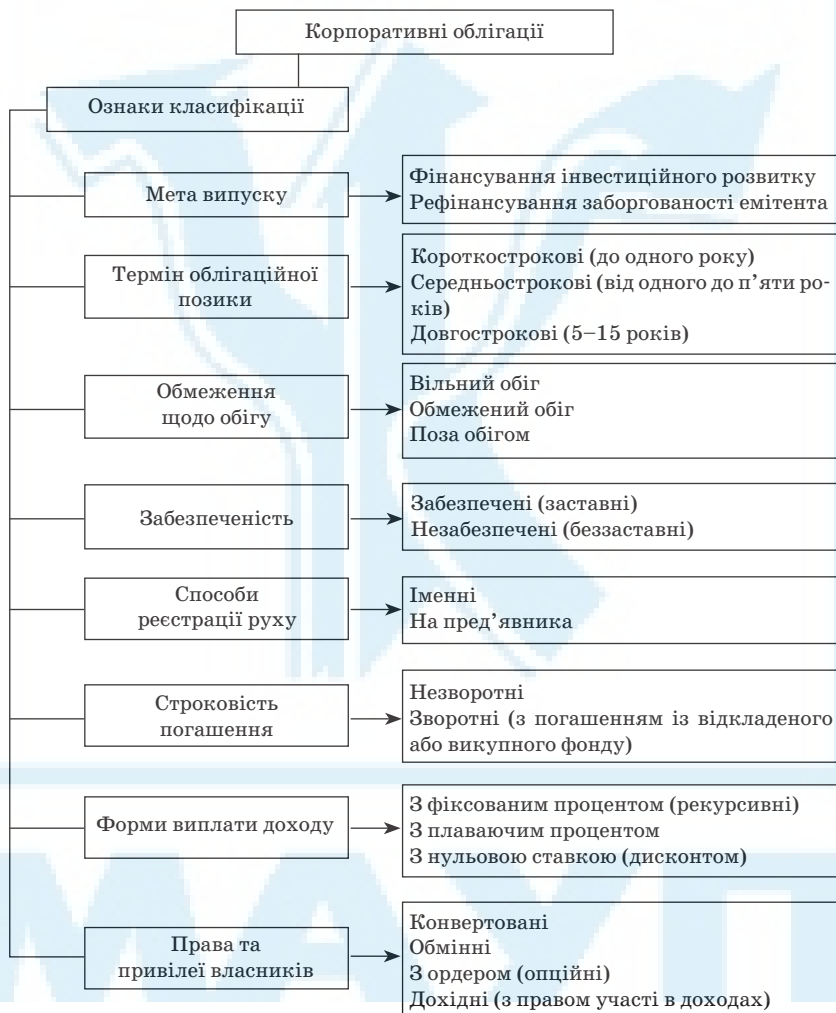 Корпоративні облігації
Ознаки класифікації
Мета випуску
Фінансування інвестиційного розвитку
Рефінансування заборгованості емітента
Термін облігаційної
позики
Короткострокові (до одного року)
Середньострокові (від одного до п’яти ро-
ків)
Довгострокові (5–15 років)
Обмеження
щодо обігу
Вільний обіг
Обмежений обіг
Поза обігом
Забезпеченість
Забезпечені (заставні)
Незабезпечені (беззаставні)
Способи
реєстрації руху
Іменні
На пред’явника
Строковість
погашення
Незворотні
Зворотні (з погашенням із відкладеного
або викупного фонду)
Форми виплати доходу
З фіксованим процентом (рекурсивні)
З плаваючим процентом
З нульовою ставкою (дисконтом)
Права та
привілеї власників
Конвертовані
Обмінні
З ордером (опційні)
Дохідні (з правом участі в доходах)
МАУП